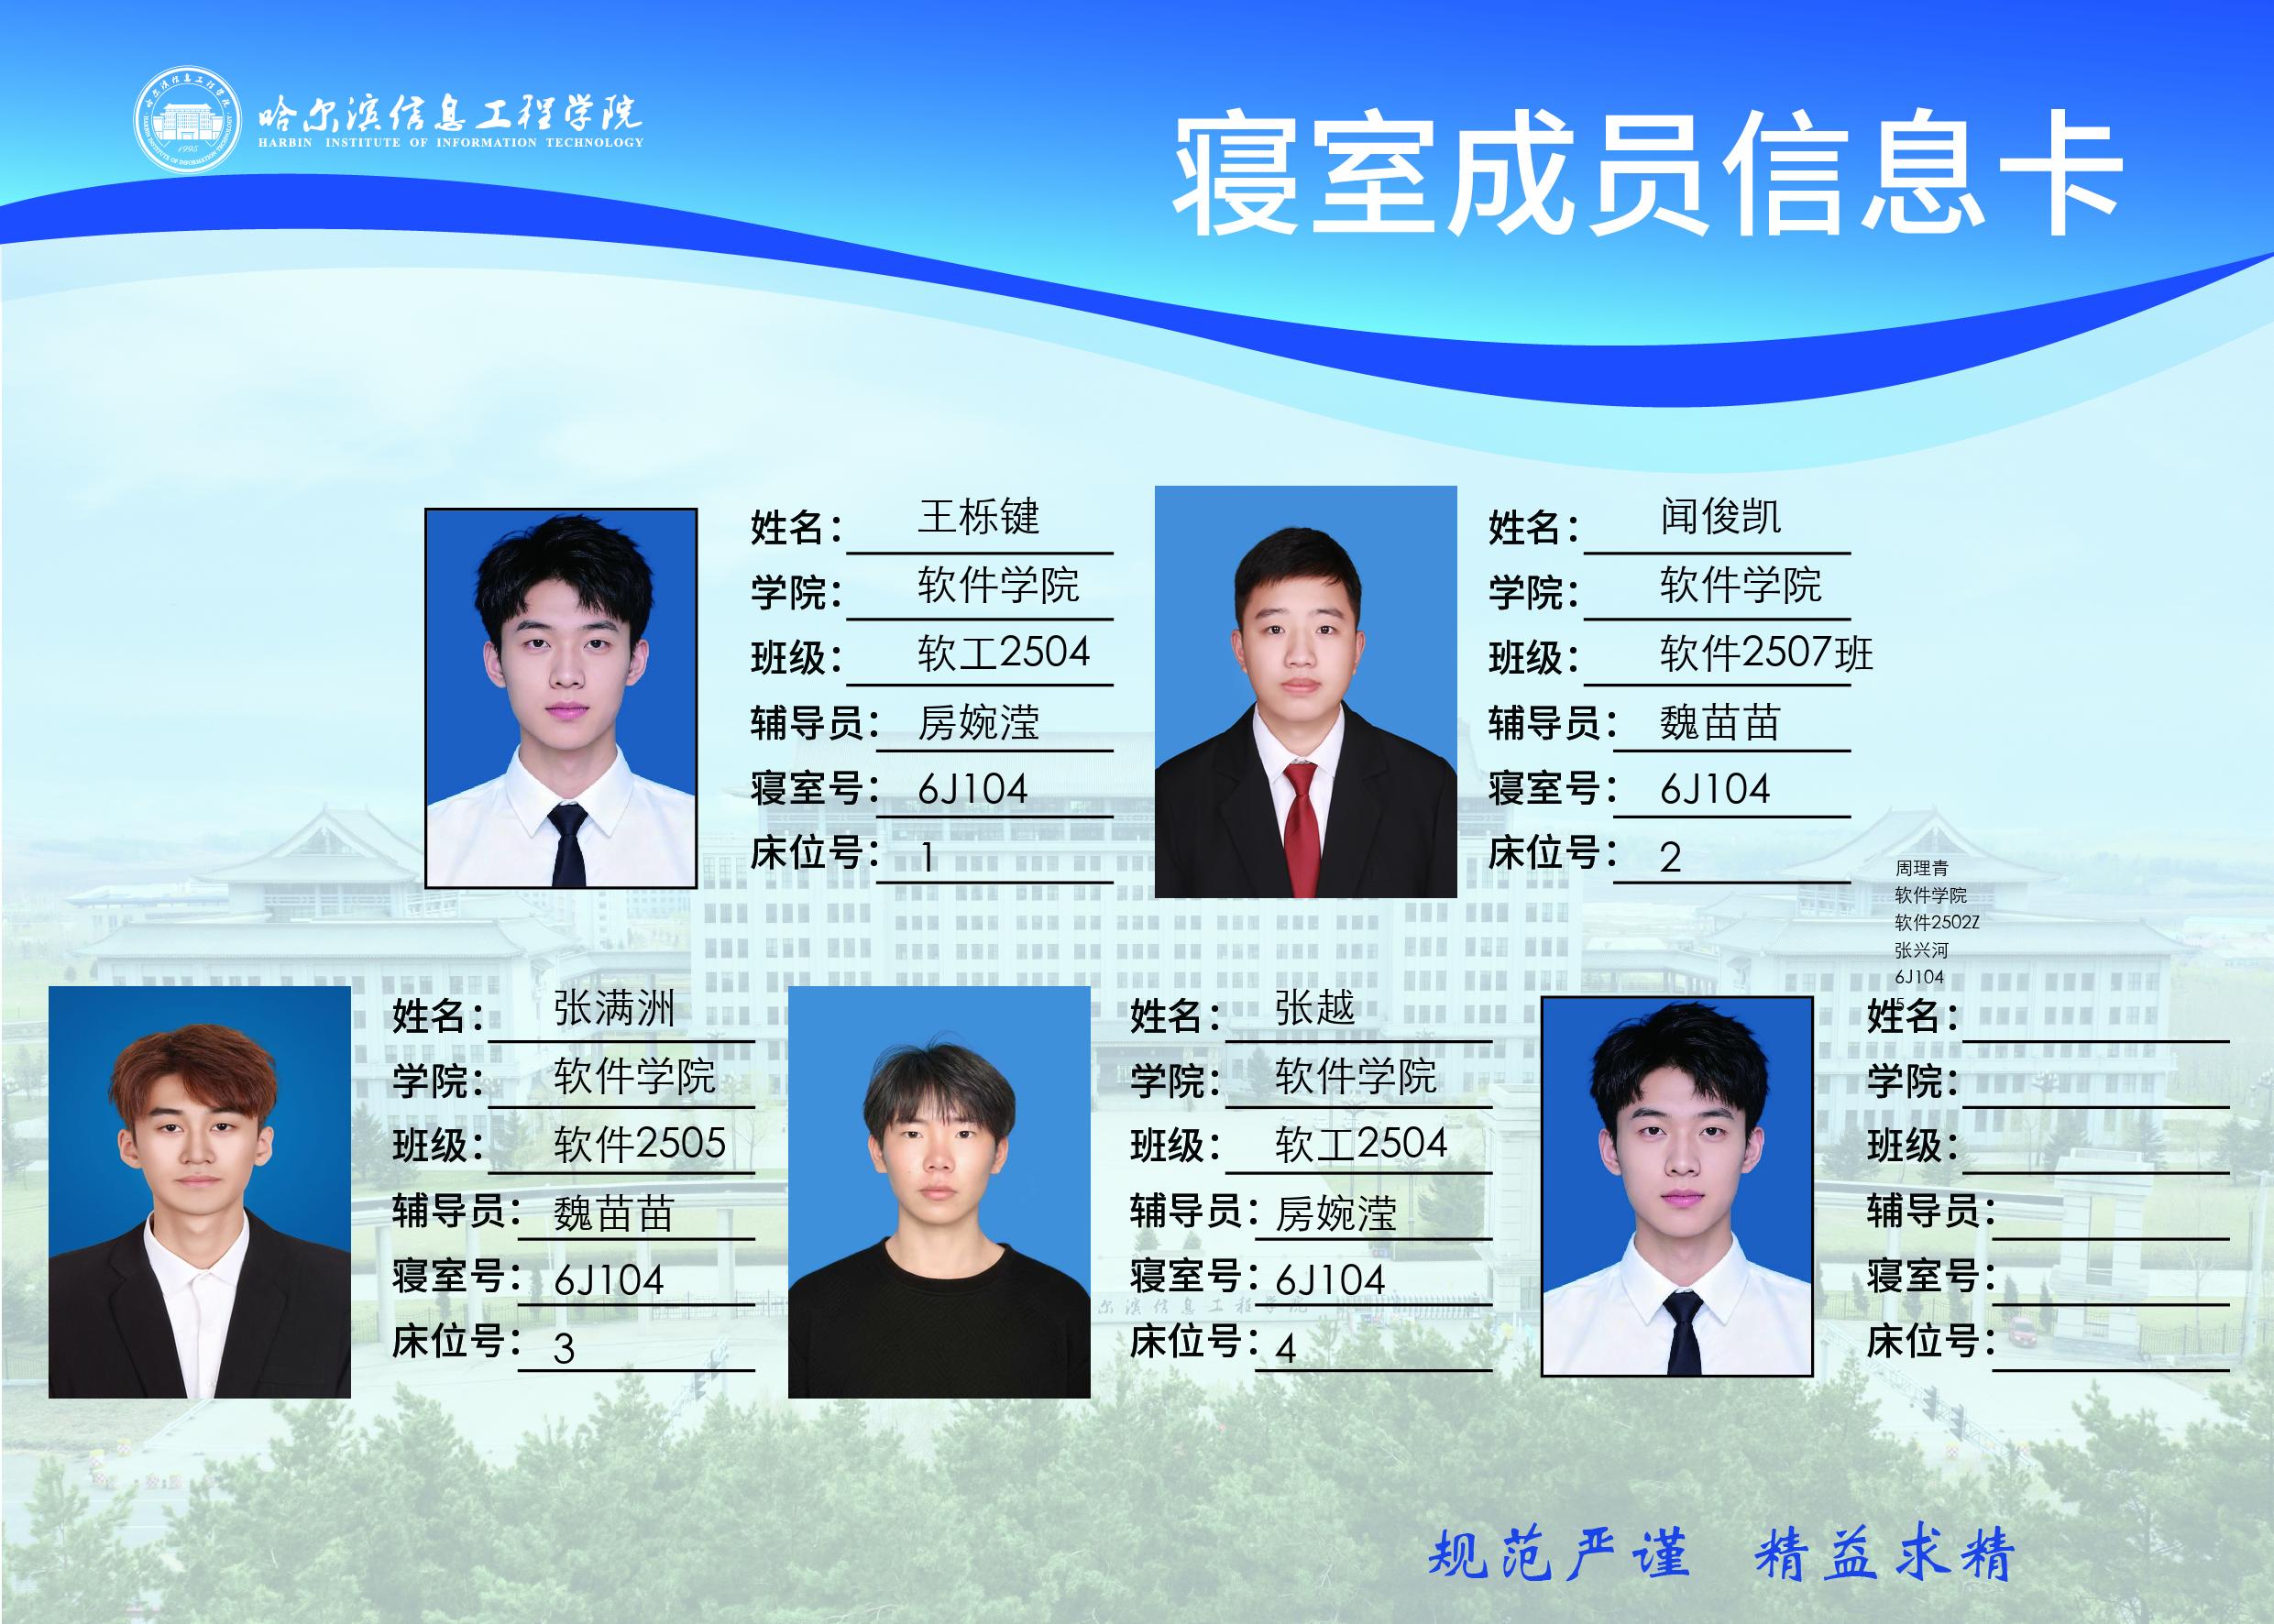 哈尔滨信息工程学院
HARBIN INSTITUTE OF INFORMATION TECHNOLOGY
1995
寝室成员信息卡
姓名：王栎键
学院：软件学院
班级：软工2504
辅导员：房婉滢
寝室号：6J104
床位号：1
姓名：闻俊凯
学院：软件学院
班级：软件2507班
辅导员：魏苗苗
寝室号：6J104
床位号：2
周理青
软件学院
软件2502Z
张兴河
6J104
5
姓名：张满洲
学院：软件学院
班级：软件2505
辅导员：魏苗苗
寝室号：6J104
床位号：3
姓名：张越
学院：软件学院
班级：软工2504
辅导员：房婉滢
寝室号：6J104
床位号：4
姓名：
学院：
班级：
辅导员：
寝室号：
床位号：
尔滨信息工程学院
规范严谨 精益求精